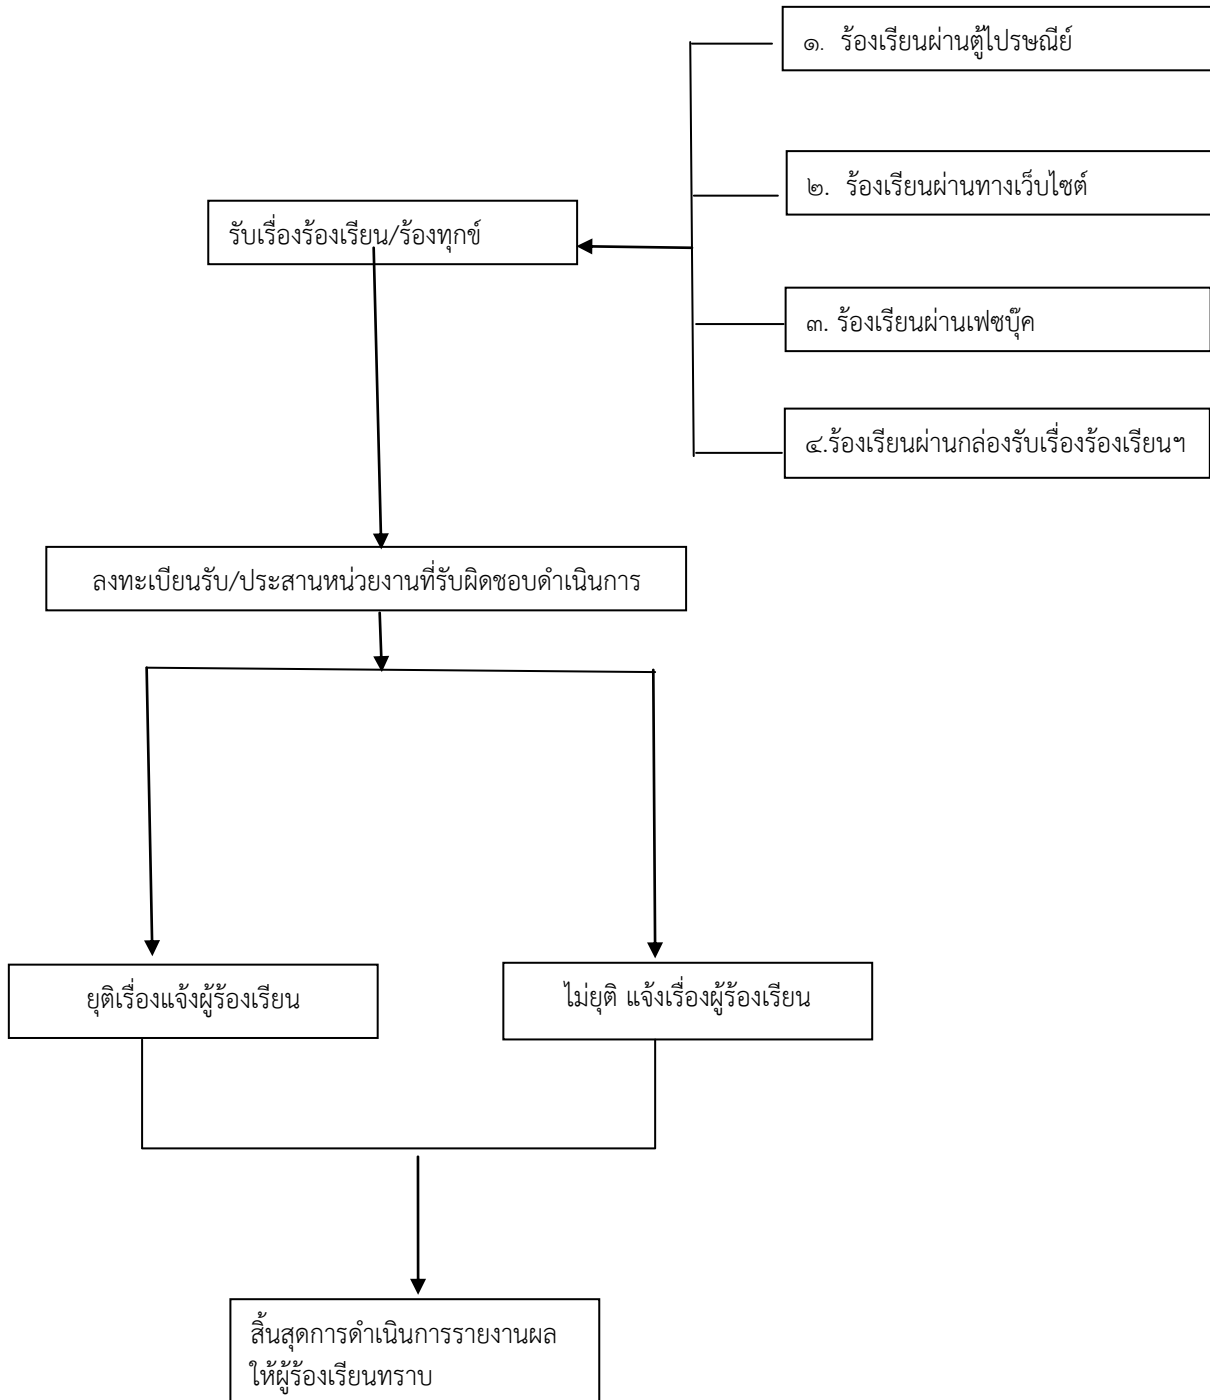 ๑.  ร้องเรียนผ่านตู้ไปรษณีย์
๒.  ร้องเรียนผ่านทางเว็บไซต์
รับเรื่องร้องเรียน/ร้องทุกข์
๓. ร้องเรียนผ่านเฟซบุ๊ค
๔.ร้องเรียนผ่านกล่องรับเรื่องร้องเรียนฯ
ลงทะเบียนรับ/ประสานหน่วยงานที่รับผิดชอบดำเนินการ
ยุติเรื่องแจ้งผู้ร้องเรียน
ไม่ยุติ แจ้งเรื่องผู้ร้องเรียน
สิ้นสุดการดำเนินการรายงานผล
ให้ผู้ร้องเรียนทราบ